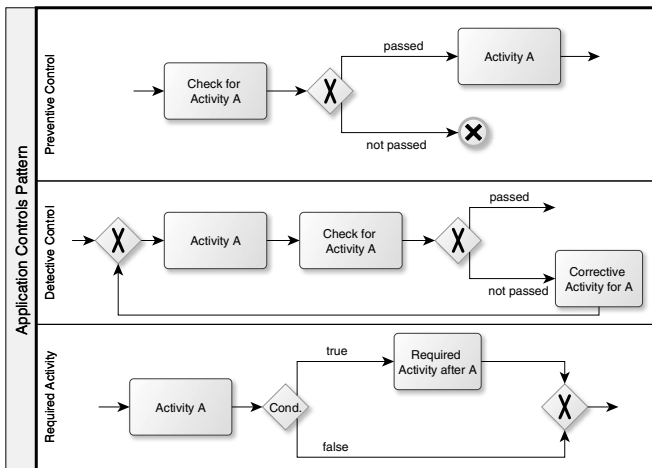 Application Controls Pattern
Preventive Control
Check for
Activity A
X
passed
Activity A
not passed
X
Detective Control
X
Activity A
Check for
Activity A
X
passed
not passed
Corrective
Activity for A
Required Activity
Activity A
Cond.
true
Required
Activity after A
false
X